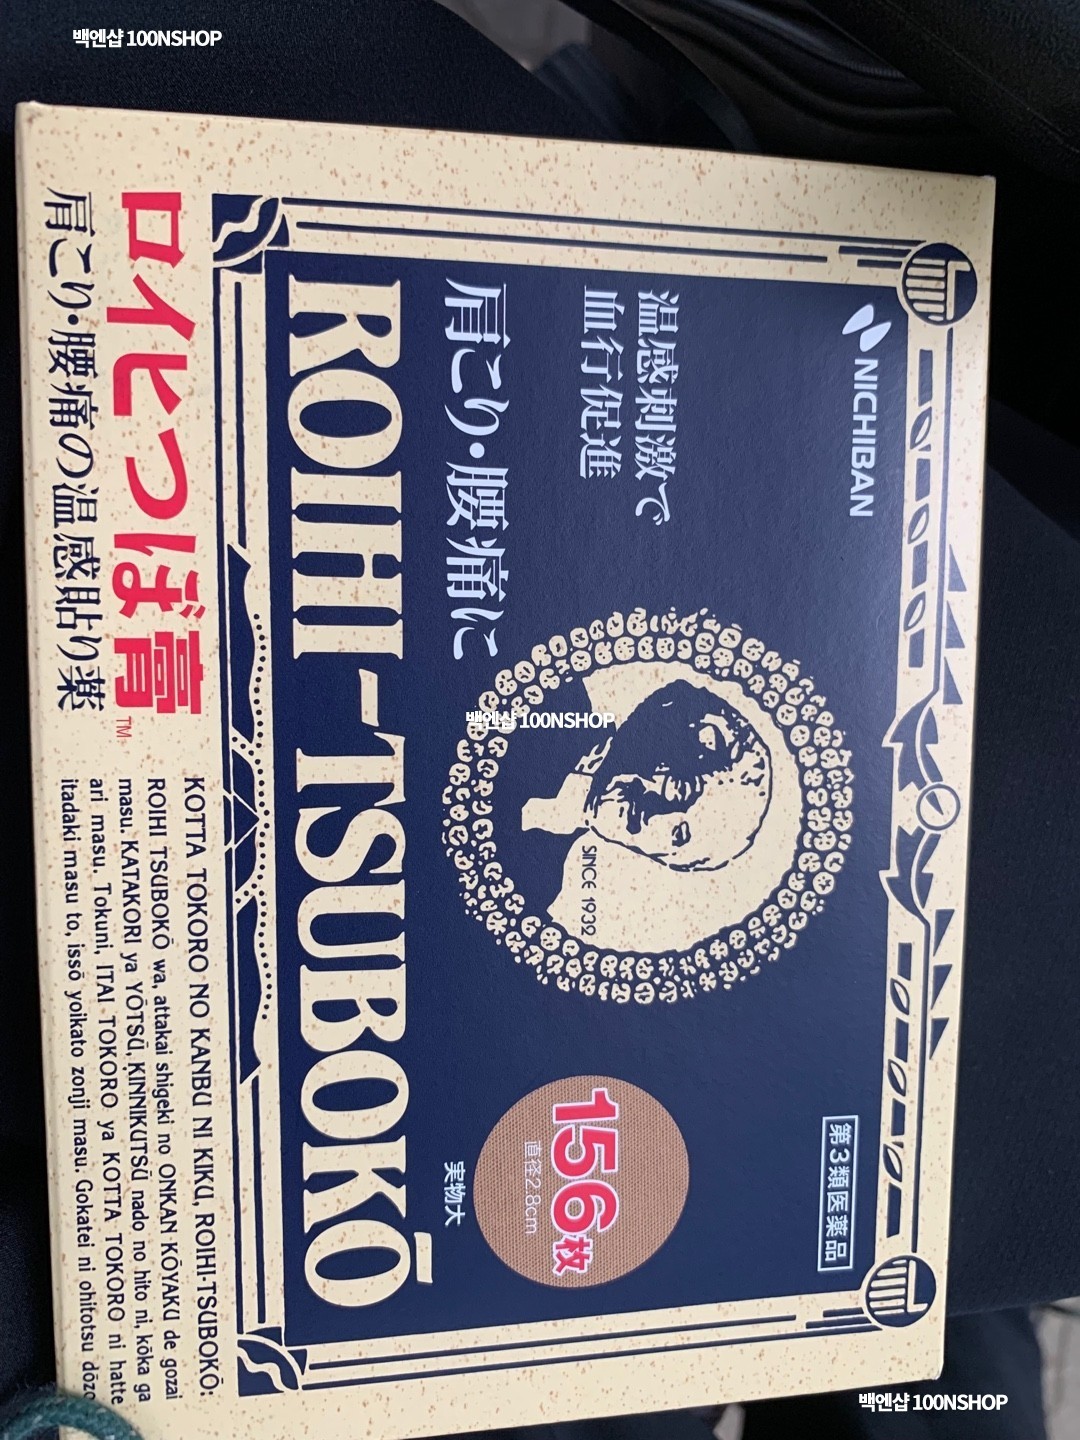 백엔샵 100NSHOP
NICHIBAN
第3類医薬品
温感刺激で
血行促進
肩こり・腰痛に
SINCE 1932
156枚
直径2.8cm
実物大
ROIHI-TSUBOKŌ
ロイヒつぼ膏™
肩こり・腰痛の温感貼り薬
KOTTA TOKORO NO KANBU NI KIKU, ROIHI-TSUBOKŌ:
ROIHI TSUBOKŌ wa, attakai shigeki no ONKAN KŌYAKU de gozai
masu. KATAKORI ya YŌTSŪ, KINNIKUTSŪ nado no hito ni, kōka ga
ari masu. Tokuni, ITAI TOKORO ya KOTTA TOKORO ni hatte
itadaki masu to, issō yoikato zonji masu. Gokatei ni ohitotsu dōzo
백엔샵 100NSHOP
백엔샵 100NSHOP